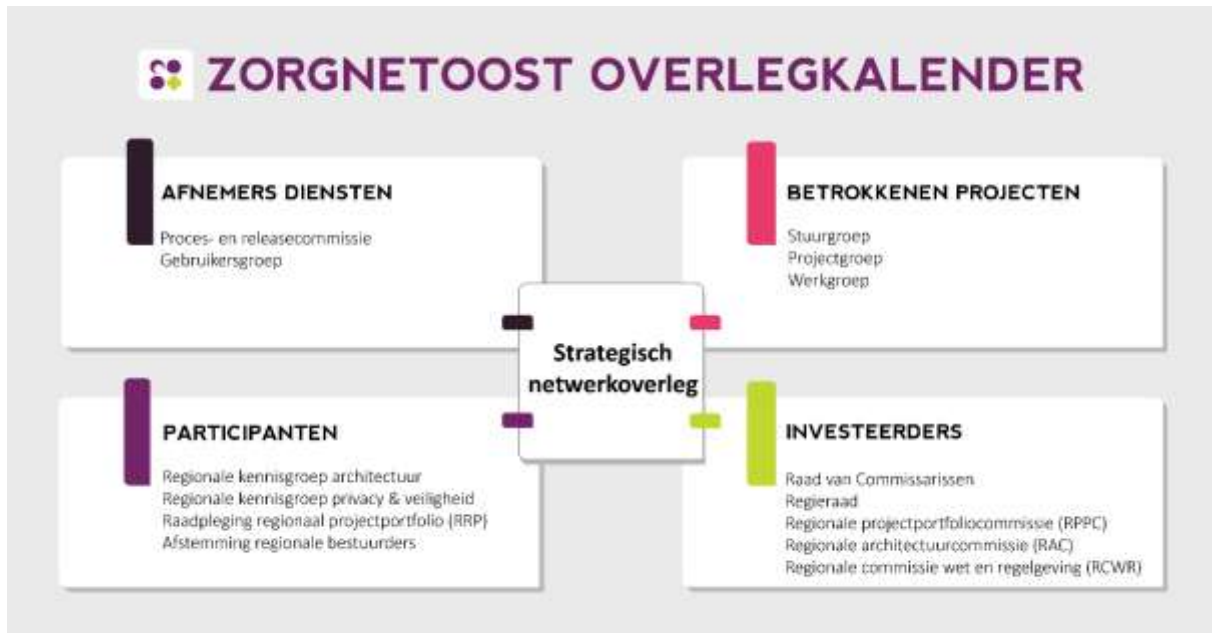 ZORGNETOOST OVERLEGKALENDER
AFNEMERS DIENSTEN
Proces- en releasecommissie
Gebruikersgroep
BETROKKENEN PROJECTEN
Stuurgroep
Projectgroep
Werkgroep
Strategisch
netwerkoverleg
PARTICIPANTEN
Regionale kennisgroep architectuur
Regionale kennisgroep privacy & veiligheid
Raadpleging regionaal projectportfolio (RRP)
Afstemming regionale bestuurders
INVESTEERDERS
Raad van Commissarissen
Regieraad
Regionale projectportfoliocommissie (RPPC)
Regionale architectuurcommissie (RAC)
Regionale commissie wet en regelgeving (RCWR)